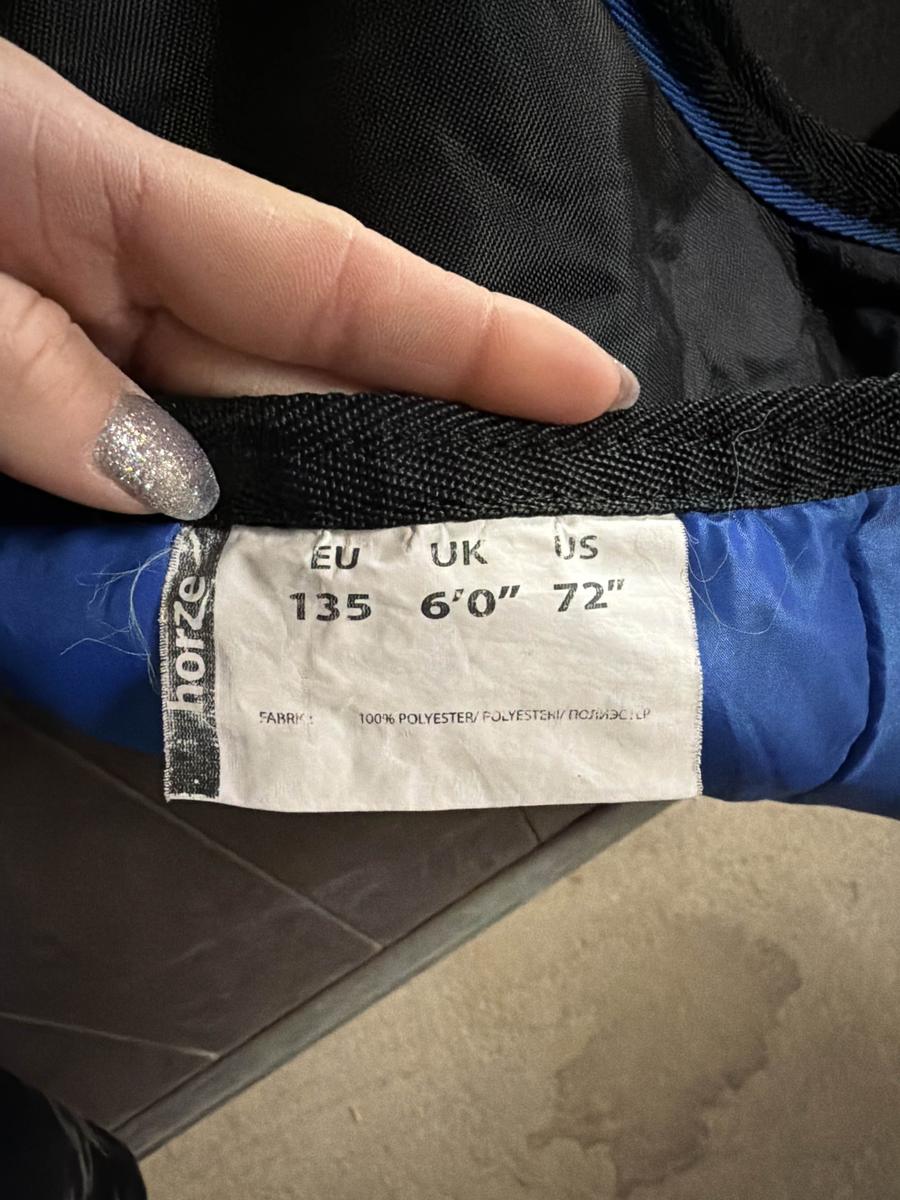 horze
EU UK US
135 6'0" 72"
FABRIC: 100% POLYESTER/ POLYESTERI/ ПОЛИЭСТЕР